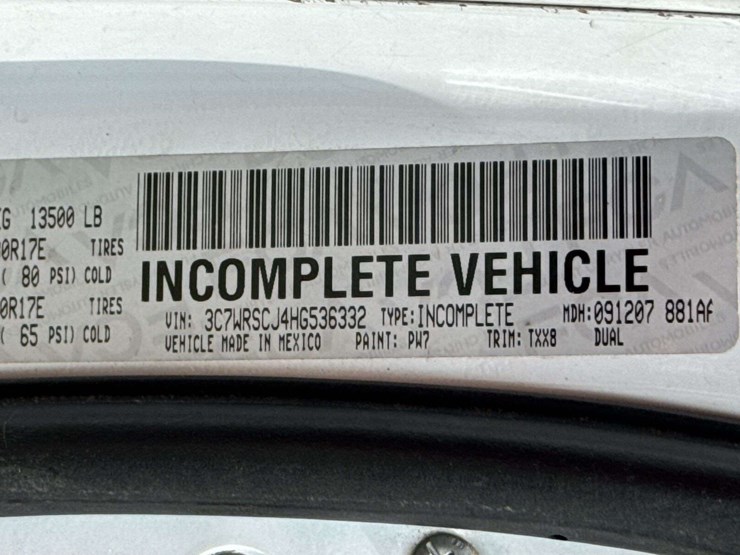 13500 LB
0R17E TIRES
( 80 PSI) COLD
0R17E TIRES
( 65 PSI) COLD
INCOMPLETE VEHICLE
VIN: 3C7WRSCJ4HG536332 TYPE:INCOMPLETE MDH:091207 881AF
VEHICLE MADE IN MEXICO PAINT: PW7 TRIM: TXX8 DUAL